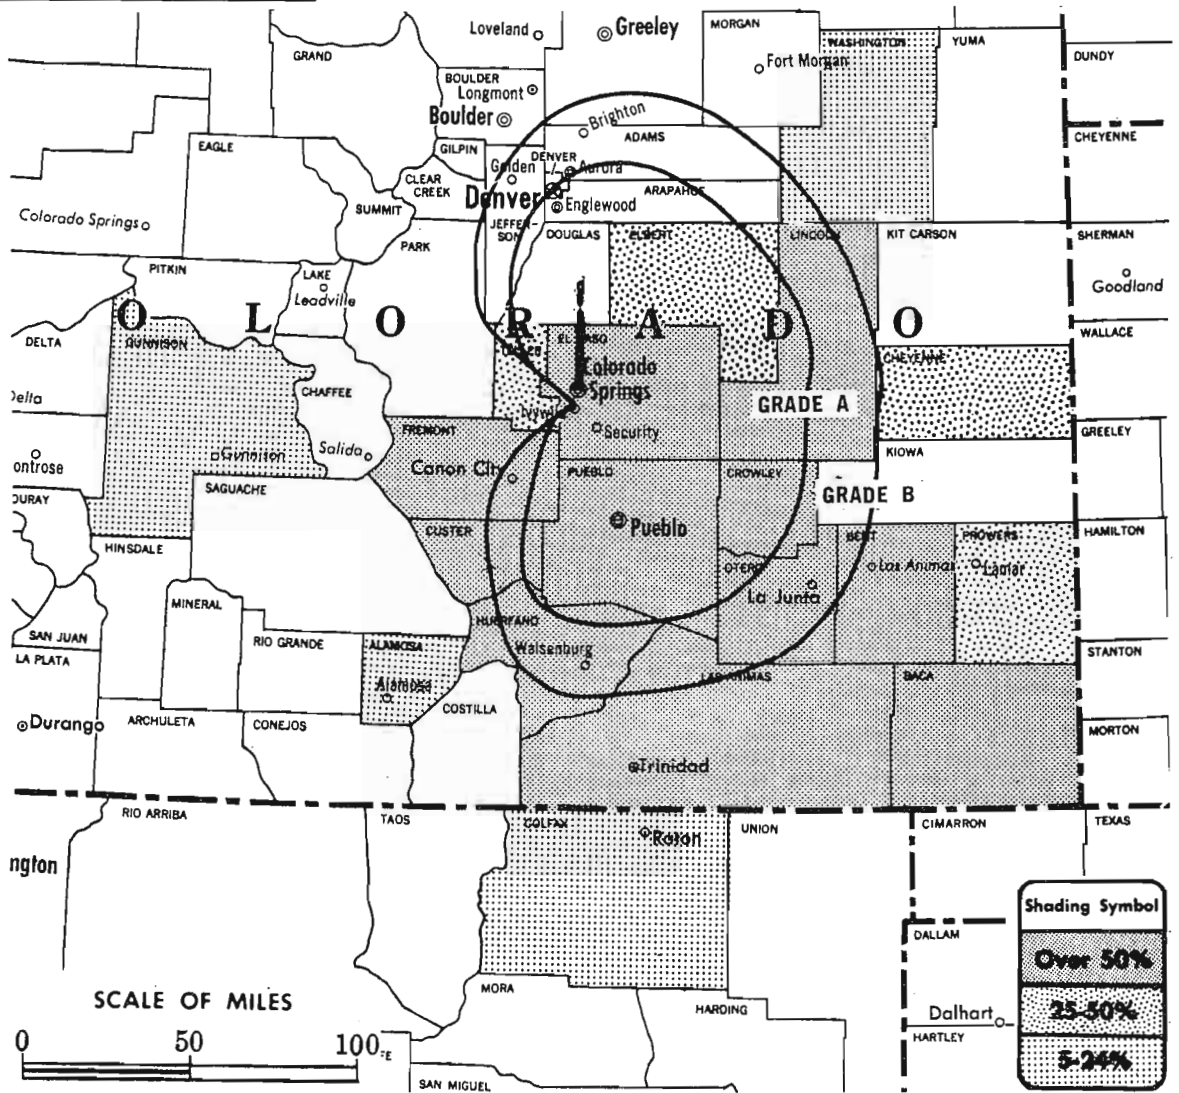 Loveland
Greeley
MORGAN
WASHINGTON
YUMA
DUNDY
GRAND
BOULDER
Longmont
Fort Morgan
Boulder
Brighton
ADAMS
CHEYENNE
EAGLE
GILPIN
Golden
DENVER
Aurora
CLEAR
CREEK
ARAPAHOE
Denver
Englewood
SUMMIT
Colorado Springs
JEFFER-
SON
DOUGLAS
ELBERT
LINCOLN
KIT CARSON
SHERMAN
PARK
PITKIN
LAKE
Leadville
Goodland
O L O R A D O
DELTA
GUNNISON
TELLER
EL PASO
WALLACE
CHEYENNE
Colorado
Springs
CHAFFEE
Delta
GRADE A
Security
FREMONT
GREELEY
Gunnison
Salida
KIOWA
ontrose
Canon City
PUEBLO
CROWLEY
SAGUACHE
GRADE B
OURAY
Pueblo
CUSTER
BENT
PROWERS
HAMILTON
HINSDALE
OTERO
Las Animas
Lamar
La Junta
MINERAL
HUERFANO
SAN JUAN
RIO GRANDE
ALAMOSA
Walsenburg
STANTON
LA PLATA
LAS ANIMAS
BACA
Alamosa
COSTILLA
Durango
ARCHULETA
CONEJOS
MORTON
Trinidad
RIO ARRIBA
TAOS
COLFAX
UNION
CIMARRON
TEXAS
Raton
ngton
Shading Symbol
DALLAM
Over 50%
25-50%
5-24%
MORA
HARDING
Dalhart
HARTLEY
SCALE OF MILES
0 50 100
FE
SAN MIGUEL